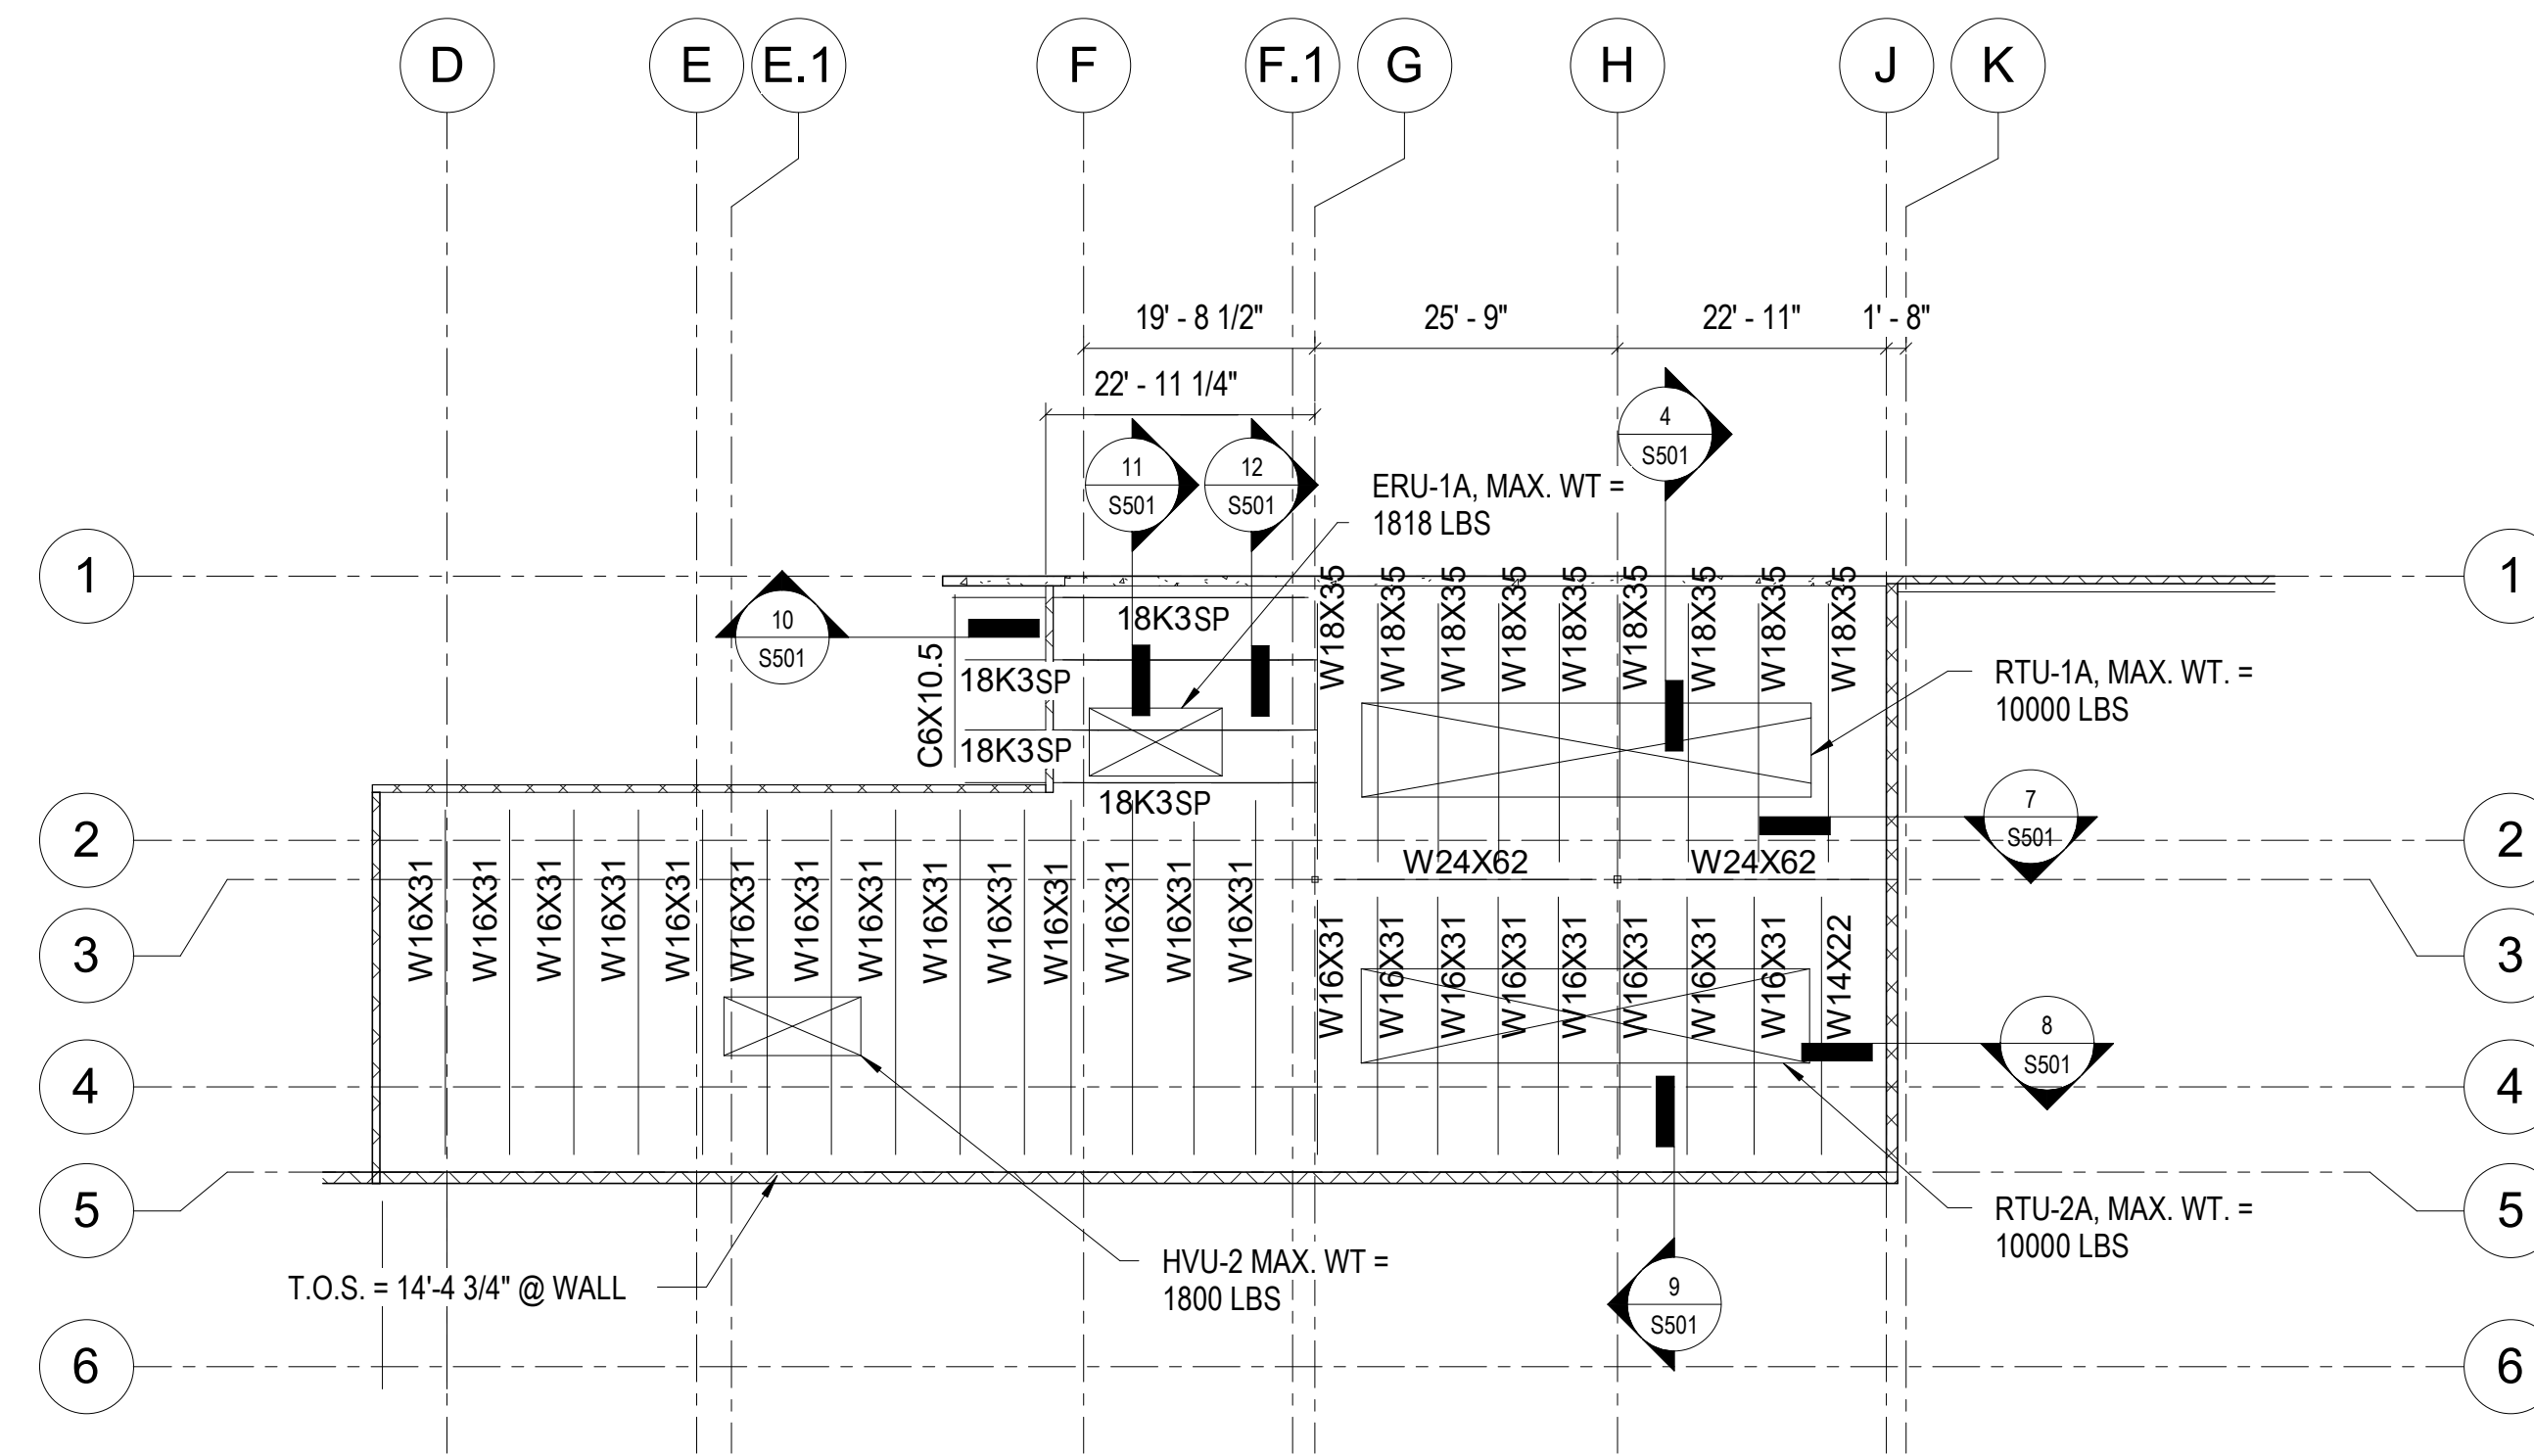 D
E
E.1
F
F.1
G
H
J
K
19' - 8 1/2"
25' - 9"
22' - 11"
1' - 8"
22' - 11 1/4"
4
S501
11
S501
12
S501
ERU-1A, MAX. WT =
1818 LBS
1
1
10
S501
18K3SP
18K3SP
18K3SP
18K3SP
C6X10.5
W18X35
W18X35
W18X35
W18X35
W18X35
W18X35
W18X35
W18X35
W18X35
RTU-1A, MAX. WT. =
10000 LBS
7
S501
2
2
W24X62
W24X62
W16X31
W16X31
W16X31
W16X31
W16X31
W16X31
W16X31
W16X31
W16X31
W16X31
W16X31
W16X31
W16X31
W16X31
3
3
W16X31
W16X31
W16X31
W16X31
W16X31
W16X31
W16X31
W16X31
W14X22
8
S501
4
4
5
5
RTU-2A, MAX. WT. =
10000 LBS
HVU-2 MAX. WT =
1800 LBS
T.O.S. = 14'-4 3/4" @ WALL
9
S501
6
6